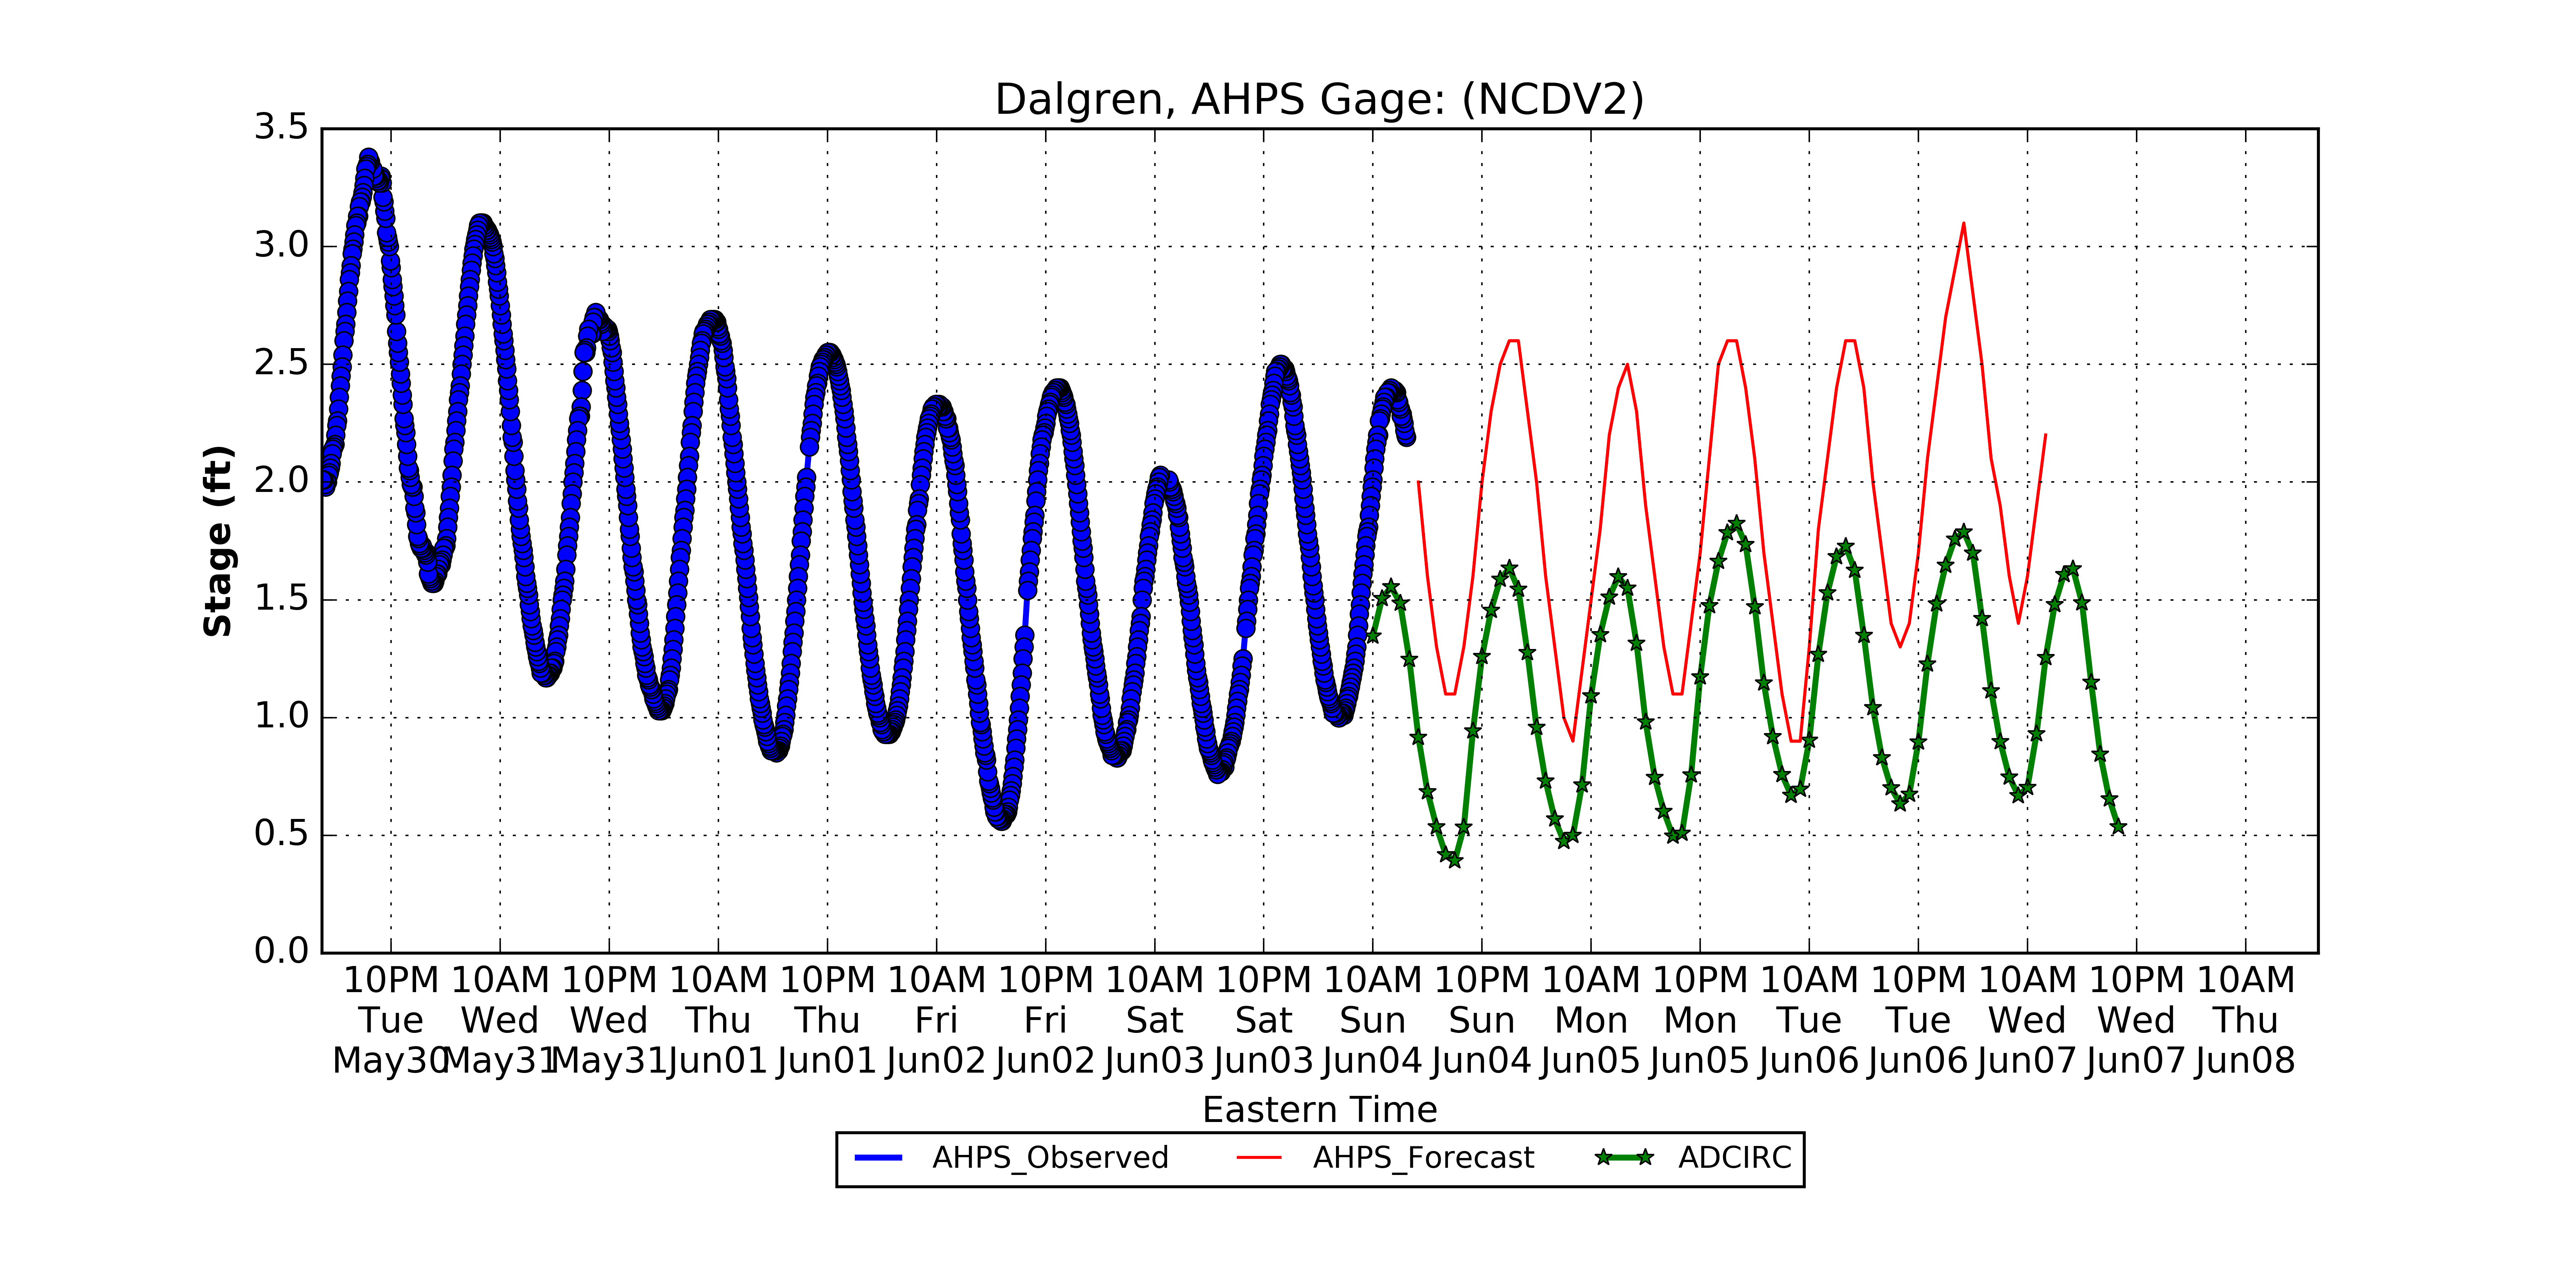 Dalgren, AHPS Gage: (NCDV2)
3.5
3.0
2.5
2.0
1.5
1.0
0.5
0.0
Stage (ft)
10PM 10AM 10PM 10AM 10PM 10AM 10PM 10AM 10PM 10AM 10PM 10AM 10PM 10AM 10PM 10AM 10PM 10AM
Tue Wed Wed Thu Thu Fri Fri Sat Sat Sun Sun Mon Mon Tue Tue Wed Wed Thu
May30 May31 May31 Jun01 Jun01 Jun02 Jun02 Jun03 Jun03 Jun04 Jun04 Jun05 Jun05 Jun06 Jun06 Jun07 Jun07 Jun08
Eastern Time
AHPS_Observed AHPS_Forecast ADCIRC